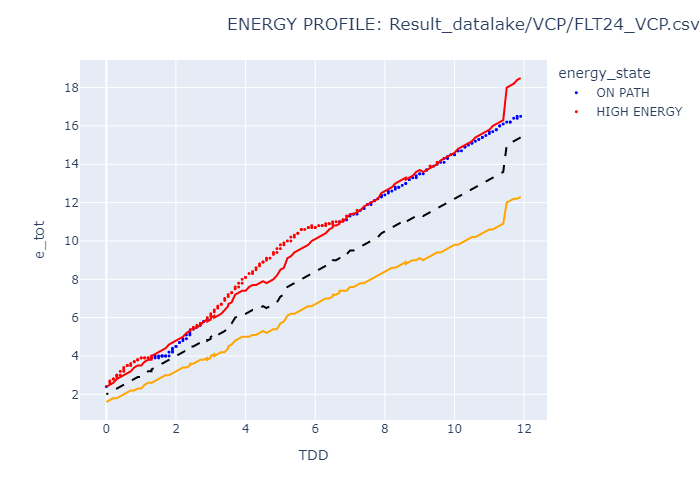 ENERGY PROFILE: Result_datalake/VCP/FLT24_VCP.csv
energy_state
ON PATH
HIGH ENERGY
18
16
14
12
10
8
6
4
2
e_tot
0
2
4
6
8
10
12
TDD